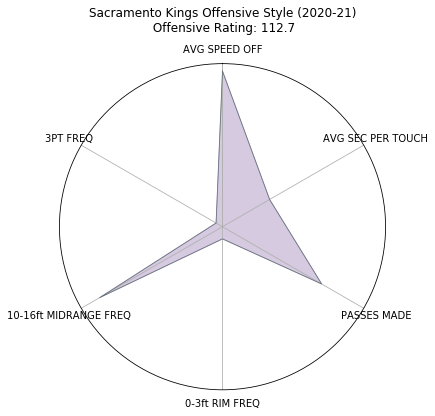 Sacramento Kings Offensive Style (2020-21)
Offensive Rating: 112.7
AVG SPEED OFF
3PT FREQ
AVG SEC PER TOUCH
10-16ft MIDRANGE FREQ
PASSES MADE
0-3ft RIM FREQ